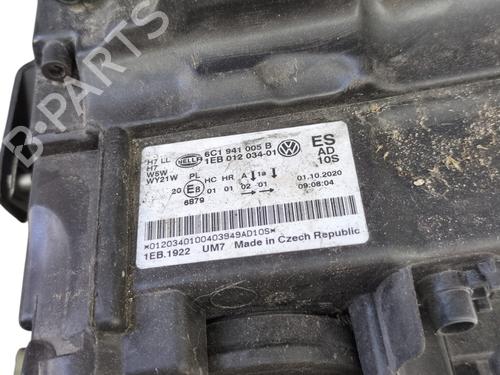 H7 LL
H7
W5W
WY21W
HELLA
6C1 941 005 B
1EB 012 034-01
ES
AD
10S
PL HC HR A 1a
20 E8 01 01 02 01
6879
01.10.2020
09:08:04
*0120340100403949AD10S*
1EB.1922 UM7 Made in Czech Republic
B-PARTS